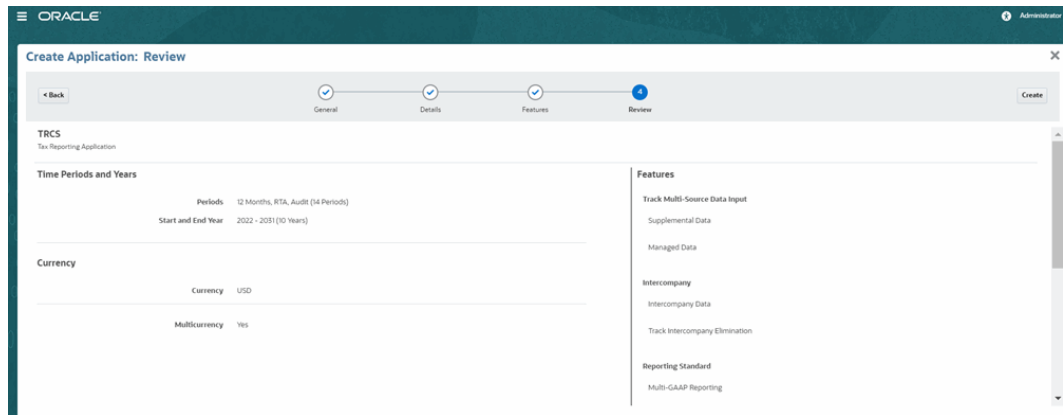 ORACLE
Administrator
Create Application: Review
< Back
General
Details
Features
4
Review
Create
TRCS
Tax Reporting Application
Time Periods and Years
Periods 12 Months, RTA, Audit (14 Periods)
Start and End Year 2022 - 2031 (10 Years)
Currency
Currency USD
Multicurrency Yes
Features
Track Multi-Source Data Input
Supplemental Data
Managed Data
Intercompany
Intercompany Data
Track Intercompany Elimination
Reporting Standard
Multi-GAAP Reporting